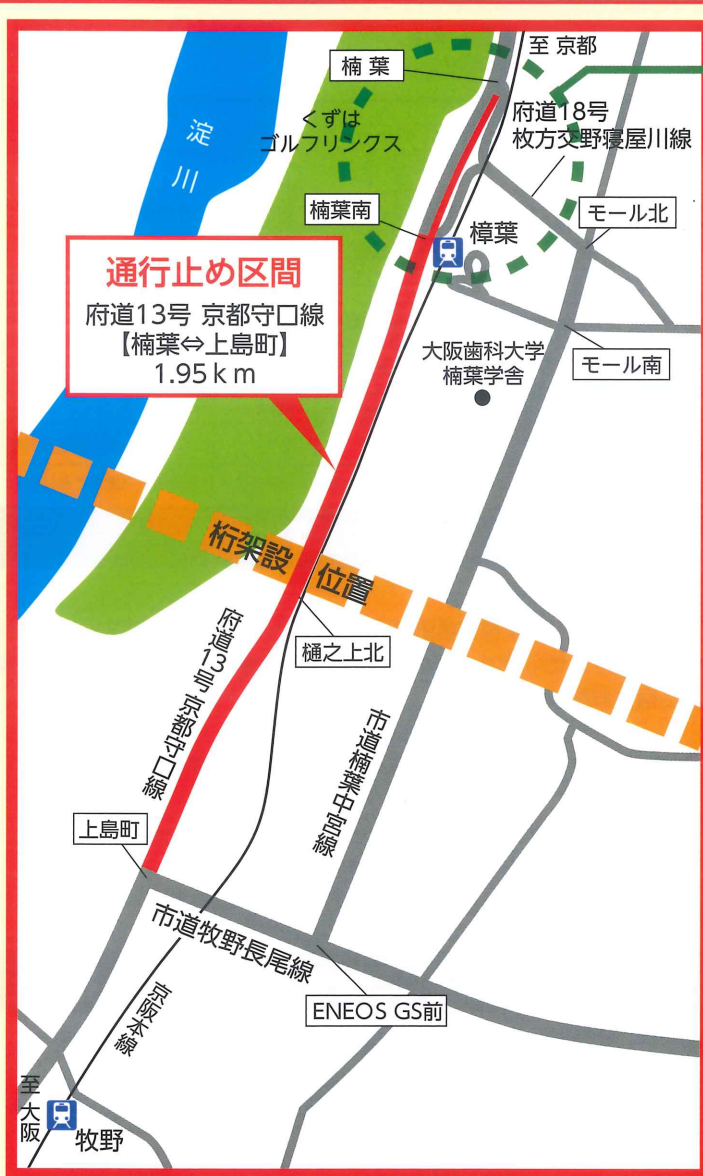 至 京都
楠 葉
淀川
くずは
ゴルフリンクス
府道18号
枚方交野寝屋川線
楠葉南
モール北
樟葉
通行止め区間
府道13号 京都守口線
【楠葉⇔上島町】
1.95km
大阪歯科大学
楠葉学舎
モール南
桁架設 位置
樋之上北
府道13号 京都守口線
市道楠葉中宮線
上島町
市道牧野長尾線
ENEOS GS前
京阪本線
至 大阪
牧野